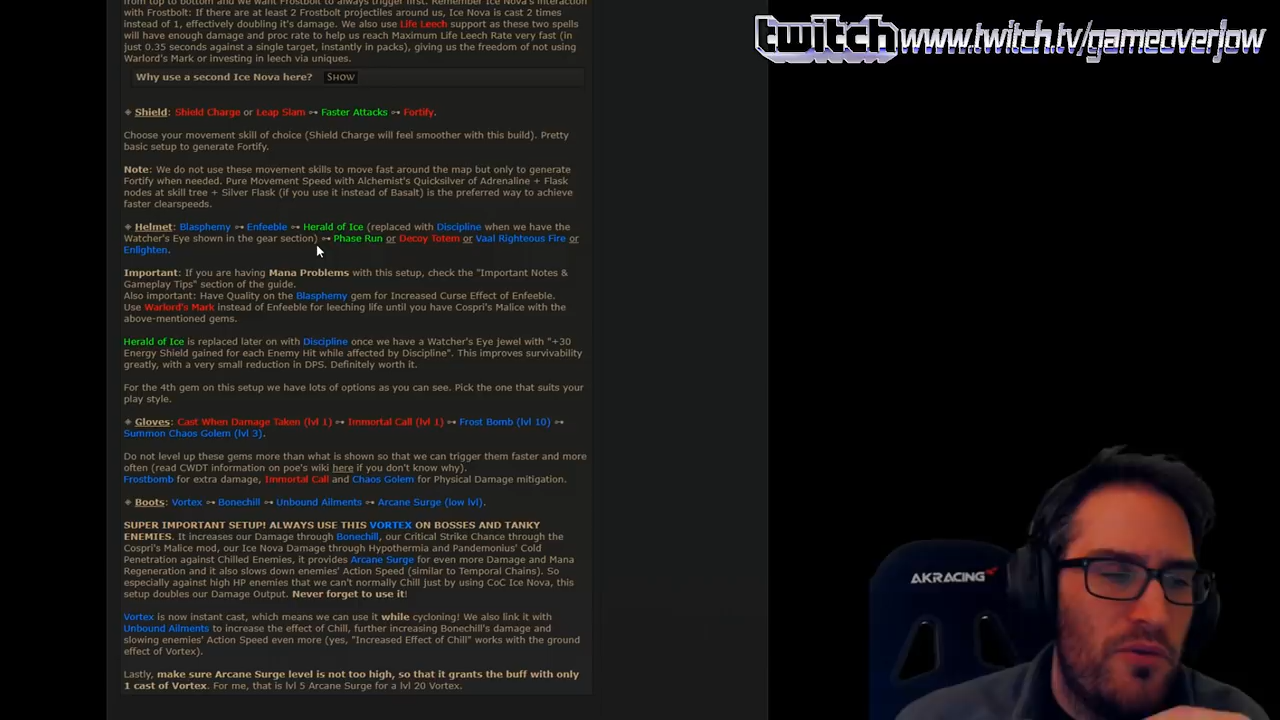 from top to bottom and we want Frostbolt to always trigger first. Remember Ice Nova's interaction
with Frostbolt: If there are at least 2 Frostbolt projectiles around us, Ice Nova is cast 2 times
instead of 1, effectively doubling it's damage. We also use Life Leech support as these two spells
will have enough damage and proc rate to help us reach Maximum Life Leech Rate very fast (in
just 0.35 seconds against a single target, instantly in packs), giving us the freedom of not using
Warlord's Mark or investing in leech via uniques.
Why use a second Ice Nova here? SHOW
Shield: Shield Charge or Leap Slam Faster Attacks Fortify.
Choose your movement skill of choice (Shield Charge will feel smoother with this build). Pretty
basic setup to generate Fortify.
Note: We do not use these movement skills to move fast around the map but only to generate
Fortify when needed. Pure Movement Speed with Alchemist's Quicksilver of Adrenaline + Flask
nodes at skill tree + Silver Flask (if you use it instead of Basalt) is the preferred way to achieve
faster clearspeeds.
Helmet: Blasphemy Enfeeble Herald of Ice (replaced with Discipline when we have the
Watcher's Eye shown in the gear section) Phase Run or Decoy Totem or Vaal Righteous Fire or
Enlighten.
Important: If you are having Mana Problems with this setup, check the "Important Notes &
Gameplay Tips" section of the guide.
Also important: Have Quality on the Blasphemy gem for Increased Curse Effect of Enfeeble.
Use Warlord's Mark instead of Enfeeble for leeching life until you have Cospri's Malice with the
above-mentioned gems.
Herald of Ice is replaced later on with Discipline once we have a Watcher's Eye jewel with "+30
Energy Shield gained for each Enemy Hit while affected by Discipline". This improves survivability
greatly, with a very small reduction in DPS. Definitely worth it.
For the 4th gem on this setup we have lots of options as you can see. Pick the one that suits your
play style.
Gloves: Cast When Damage Taken (lvl 1) Immortal Call (lvl 1) Frost Bomb (lvl 10)
Summon Chaos Golem (lvl 3).
Do not level up these gems more than what is shown so that we can trigger them faster and more
often (read CWDT information on poe's wiki here if you don't know why).
Frostbomb for extra damage, Immortal Call and Chaos Golem for Physical Damage mitigation.
Boots: Vortex Bonechill Unbound Ailments Arcane Surge (low lvl).
SUPER IMPORTANT SETUP! ALWAYS USE THIS VORTEX ON BOSSES AND TANKY
ENEMIES. It increases our Damage through Bonechill, our Critical Strike Chance through the
Cospri's Malice mod, our Ice Nova Damage through Hypothermia and Pandemonius' Cold
Penetration against Chilled Enemies, it provides Arcane Surge for even more Damage and Mana
Regeneration and it also slows down enemies' Action Speed (similar to Temporal Chains). So
especially against high HP enemies that we can't normally Chill just by using CoC Ice Nova, this
setup doubles our Damage Output. Never forget to use it!
Vortex is now instant cast, which means we can use it while cycloning! We also link it with
Unbound Ailments to increase the effect of Chill, further increasing Bonechill's damage and
slowing enemies' Action Speed even more (yes, "Increased Effect of Chill" works with the ground
effect of Vortex).
Lastly, make sure Arcane Surge level is not too high, so that it grants the buff with only
1 cast of Vortex. For me, that is lvl 5 Arcane Surge for a lvl 20 Vortex.
twitch www.twitch.tv/gameoverjow
AKRACING